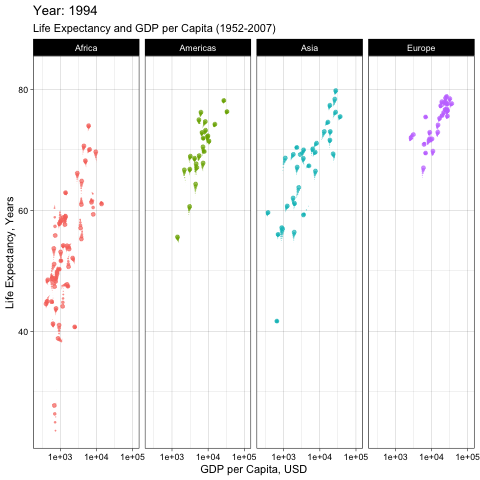 Year: 1994
Life Expectancy and GDP per Capita (1952-2007)
Africa Americas Asia Europe
80
60
40
Life Expectancy, Years
1e+03 1e+04 1e+05 1e+03 1e+04 1e+05 1e+03 1e+04 1e+05 1e+03 1e+04 1e+05
GDP per Capita, USD